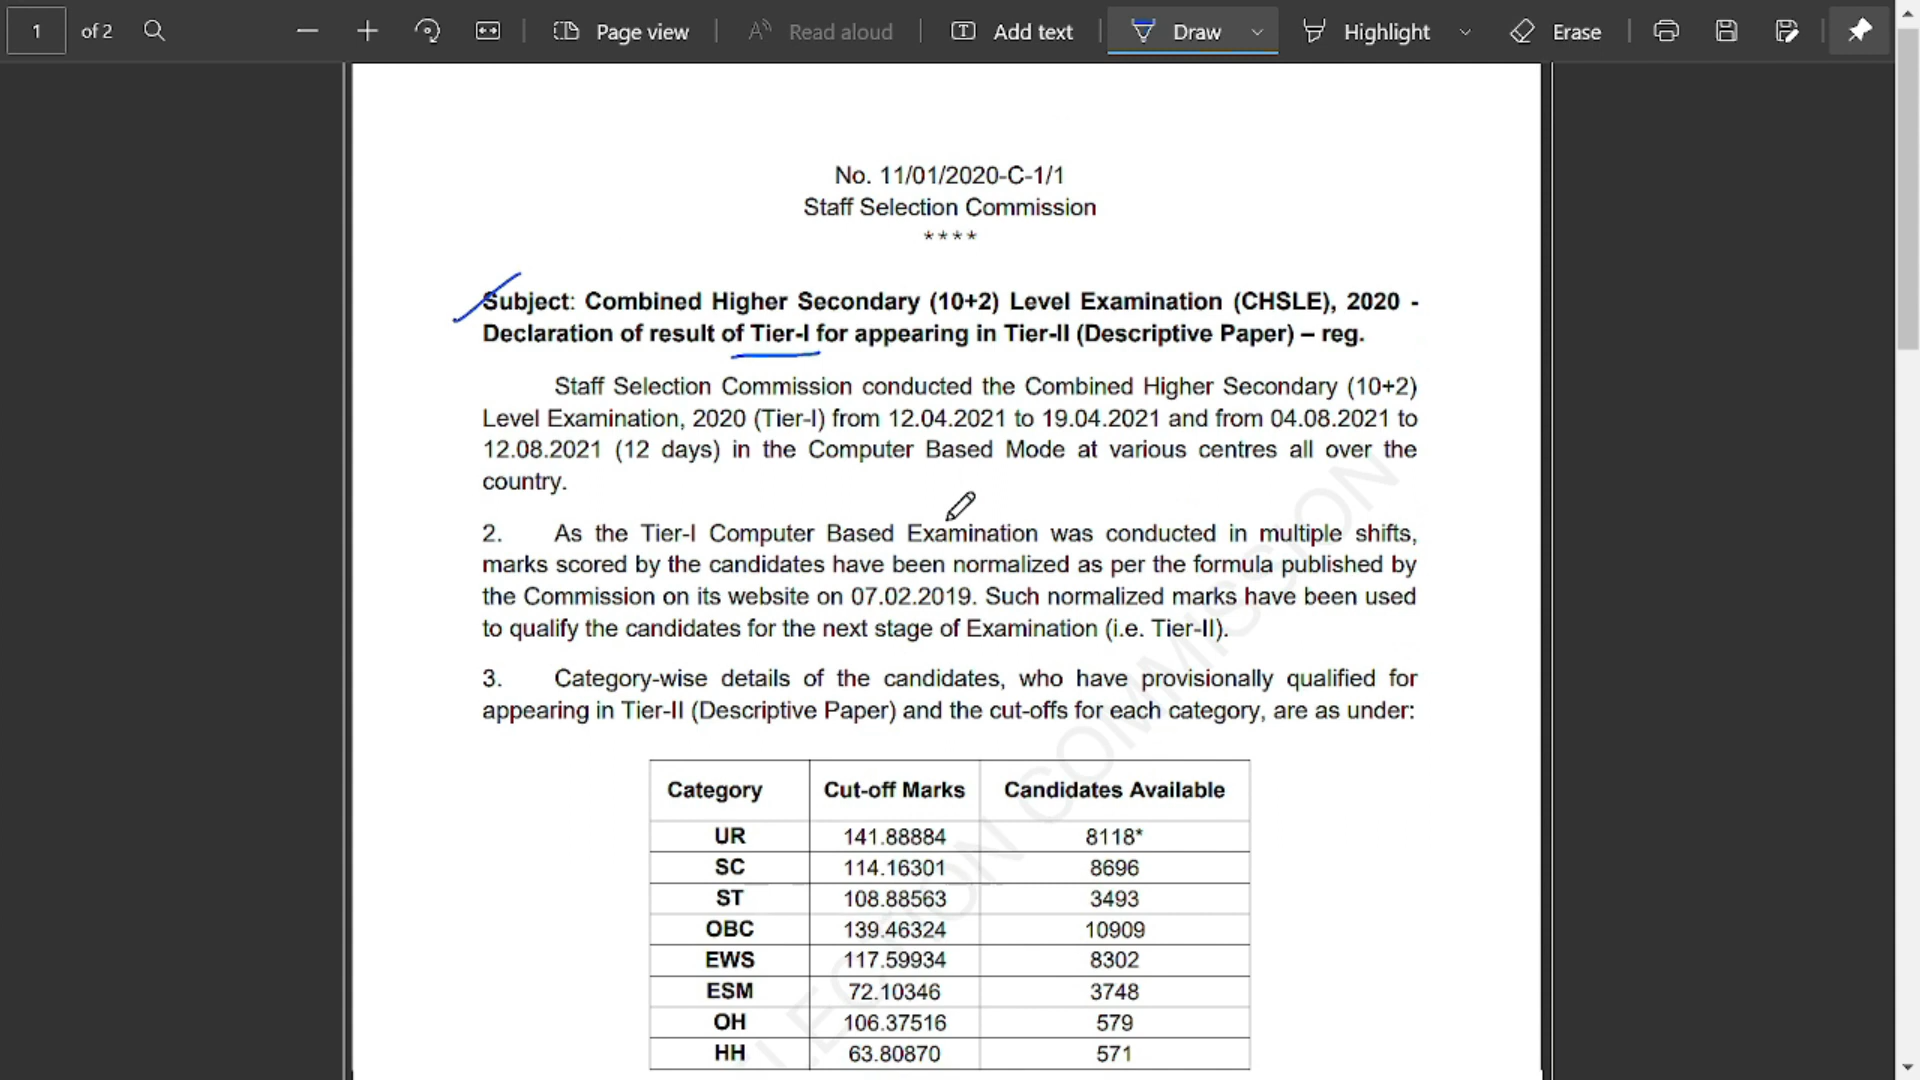 1 of 2 Page view Read aloud Add text Draw Highlight Erase
No. 11/01/2020-C-1/1
Staff Selection Commission
****
Subject: Combined Higher Secondary (10+2) Level Examination (CHSLE), 2020 -
Declaration of result of Tier-I for appearing in Tier-II (Descriptive Paper) – reg.
Staff Selection Commission conducted the Combined Higher Secondary (10+2)
Level Examination, 2020 (Tier-I) from 12.04.2021 to 19.04.2021 and from 04.08.2021 to
12.08.2021 (12 days) in the Computer Based Mode at various centres all over the
country.
2. As the Tier-I Computer Based Examination was conducted in multiple shifts,
marks scored by the candidates have been normalized as per the formula published by
the Commission on its website on 07.02.2019. Such normalized marks have been used
to qualify the candidates for the next stage of Examination (i.e. Tier-II).
3. Category-wise details of the candidates, who have provisionally qualified for
appearing in Tier-II (Descriptive Paper) and the cut-offs for each category, are as under:
Category Cut-off Marks Candidates Available
UR 141.88884 8118*
SC 114.16301 8696
ST 108.88563 3493
OBC 139.46324 10909
EWS 117.59934 8302
ESM 72.10346 3748
OH 106.37516 579
HH 63.80870 571
LECTION COMMISSION